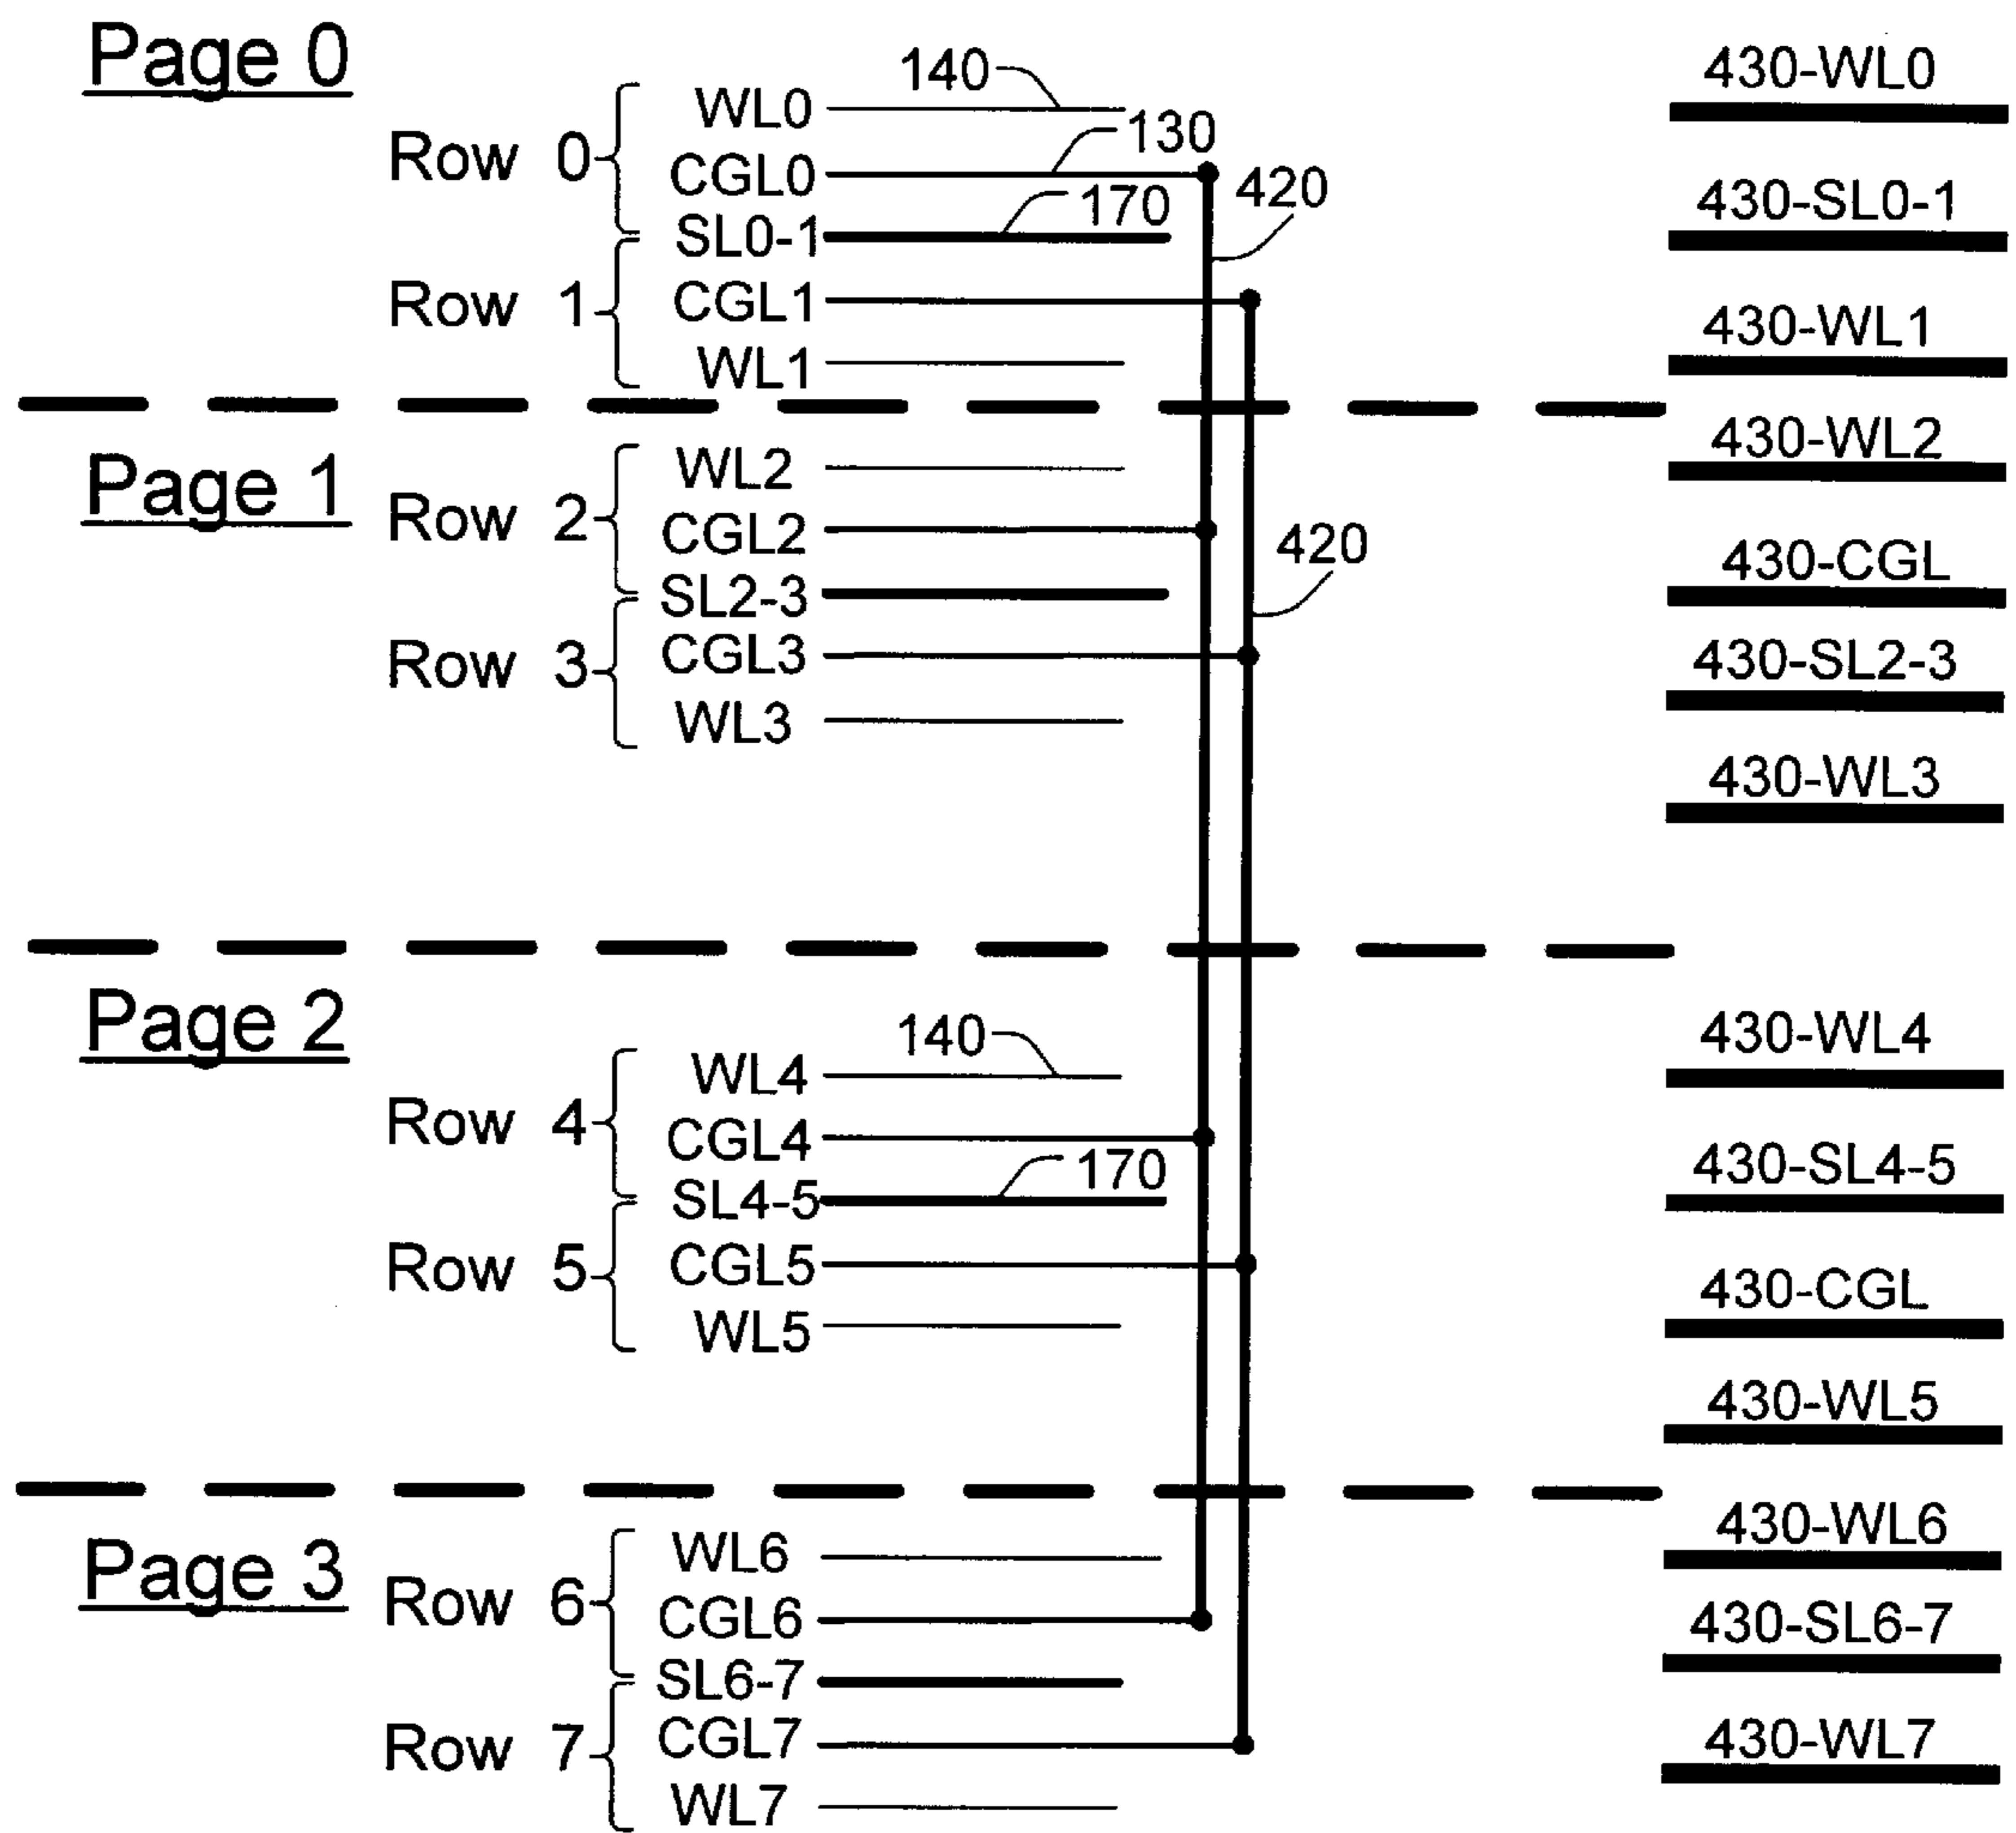 Page 0
430-WL0
140
WL0
Row 0
130
CGL0
420
430-SL0-1
170
SL0-1
Row 1
CGL1
430-WL1
WL1
430-WL2
Page 1
WL2
Row 2
CGL2
420
430-CGL
SL2-3
CGL3
430-SL2-3
Row 3
WL3
430-WL3
Page 2
430-WL4
140
WL4
Row 4
CGL4
430-SL4-5
170
SL4-5
Row 5
CGL5
430-CGL
WL5
430-WL5
430-WL6
Page 3
WL6
Row 6
CGL6
430-SL6-7
SL6-7
Row 7
CGL7
430-WL7
WL7